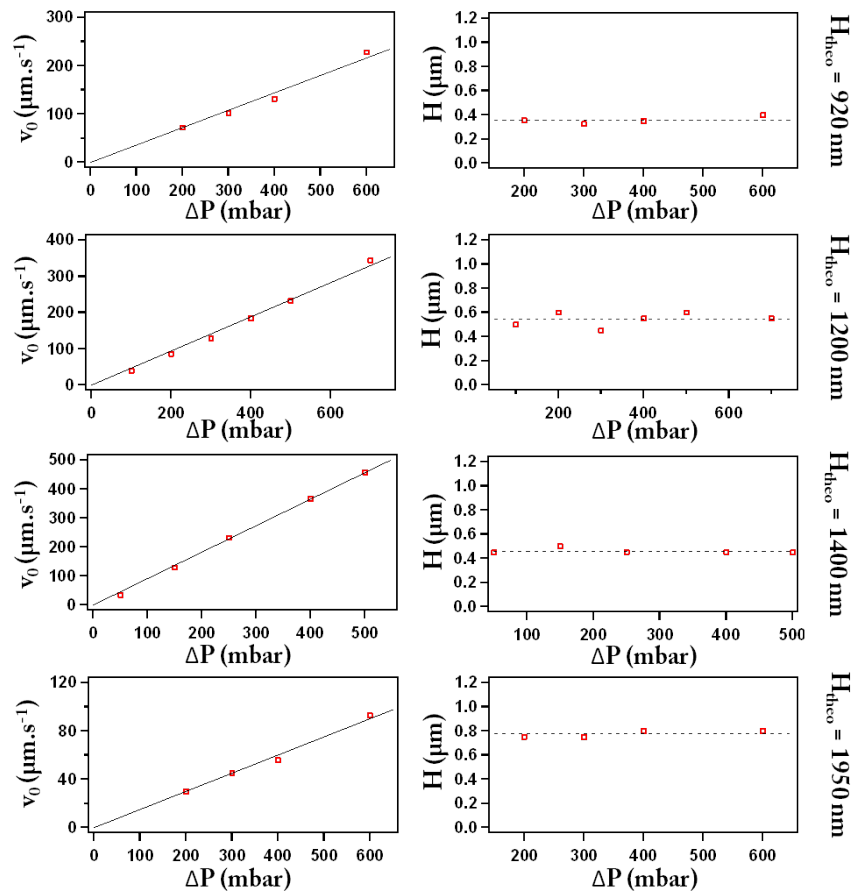 300
200
100
0
v₀ (µm.s⁻¹)
0 100 200 300 400 500 600
ΔP (mbar)
1.2
1.0
0.8
0.6
0.4
0.2
0.0
H (µm)
200 300 400 500 600
ΔP (mbar)
H_theo = 920 nm
400
300
200
100
0
v₀ (µm.s⁻¹)
0 200 400 600
ΔP (mbar)
1.2
1.0
0.8
0.6
0.4
0.2
0.0
H (µm)
200 400 600
ΔP (mbar)
H_theo = 1200 nm
500
400
300
200
100
0
v₀ (µm.s⁻¹)
0 100 200 300 400 500
ΔP (mbar)
1.2
1.0
0.8
0.6
0.4
0.2
0.0
H (µm)
100 200 300 400 500
ΔP (mbar)
H_theo = 1400 nm
120
80
40
0
v₀ (µm.s⁻¹)
0 100 200 300 400 500 600
ΔP (mbar)
1.2
1.0
0.8
0.6
0.4
0.2
0.0
H (µm)
200 300 400 500 600
ΔP (mbar)
H_theo = 1950 nm